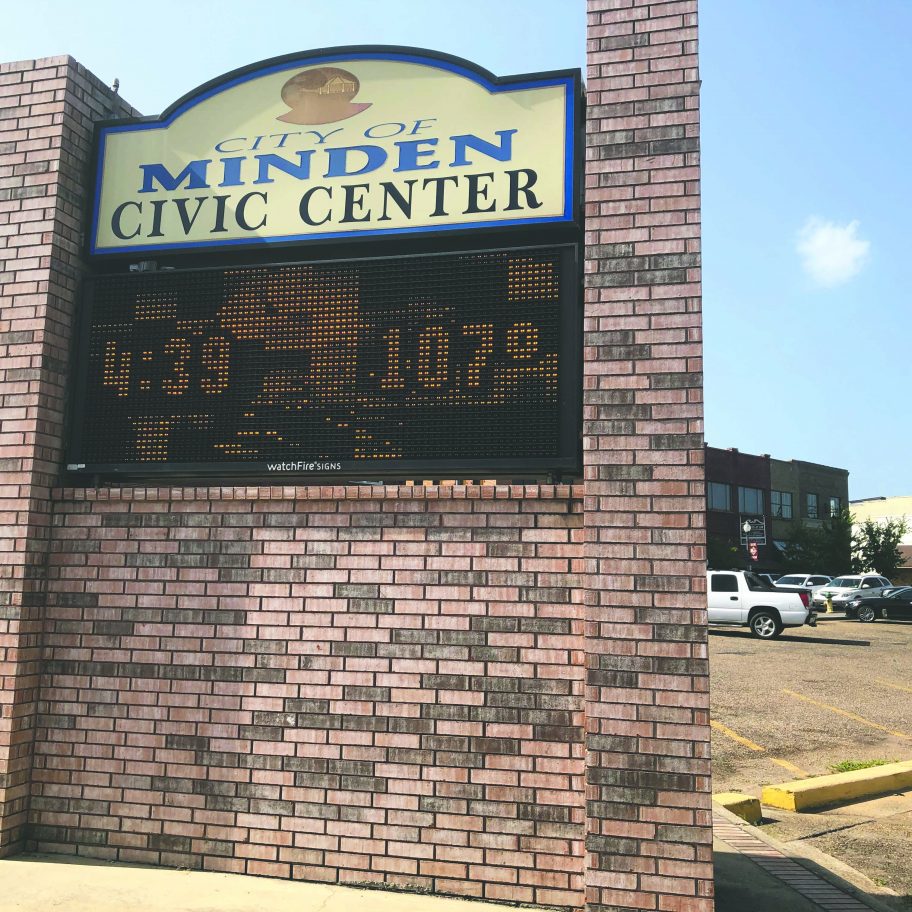 CITY OF
MINDEN
CIVIC CENTER
4:39 107°
watchFire SIGNS